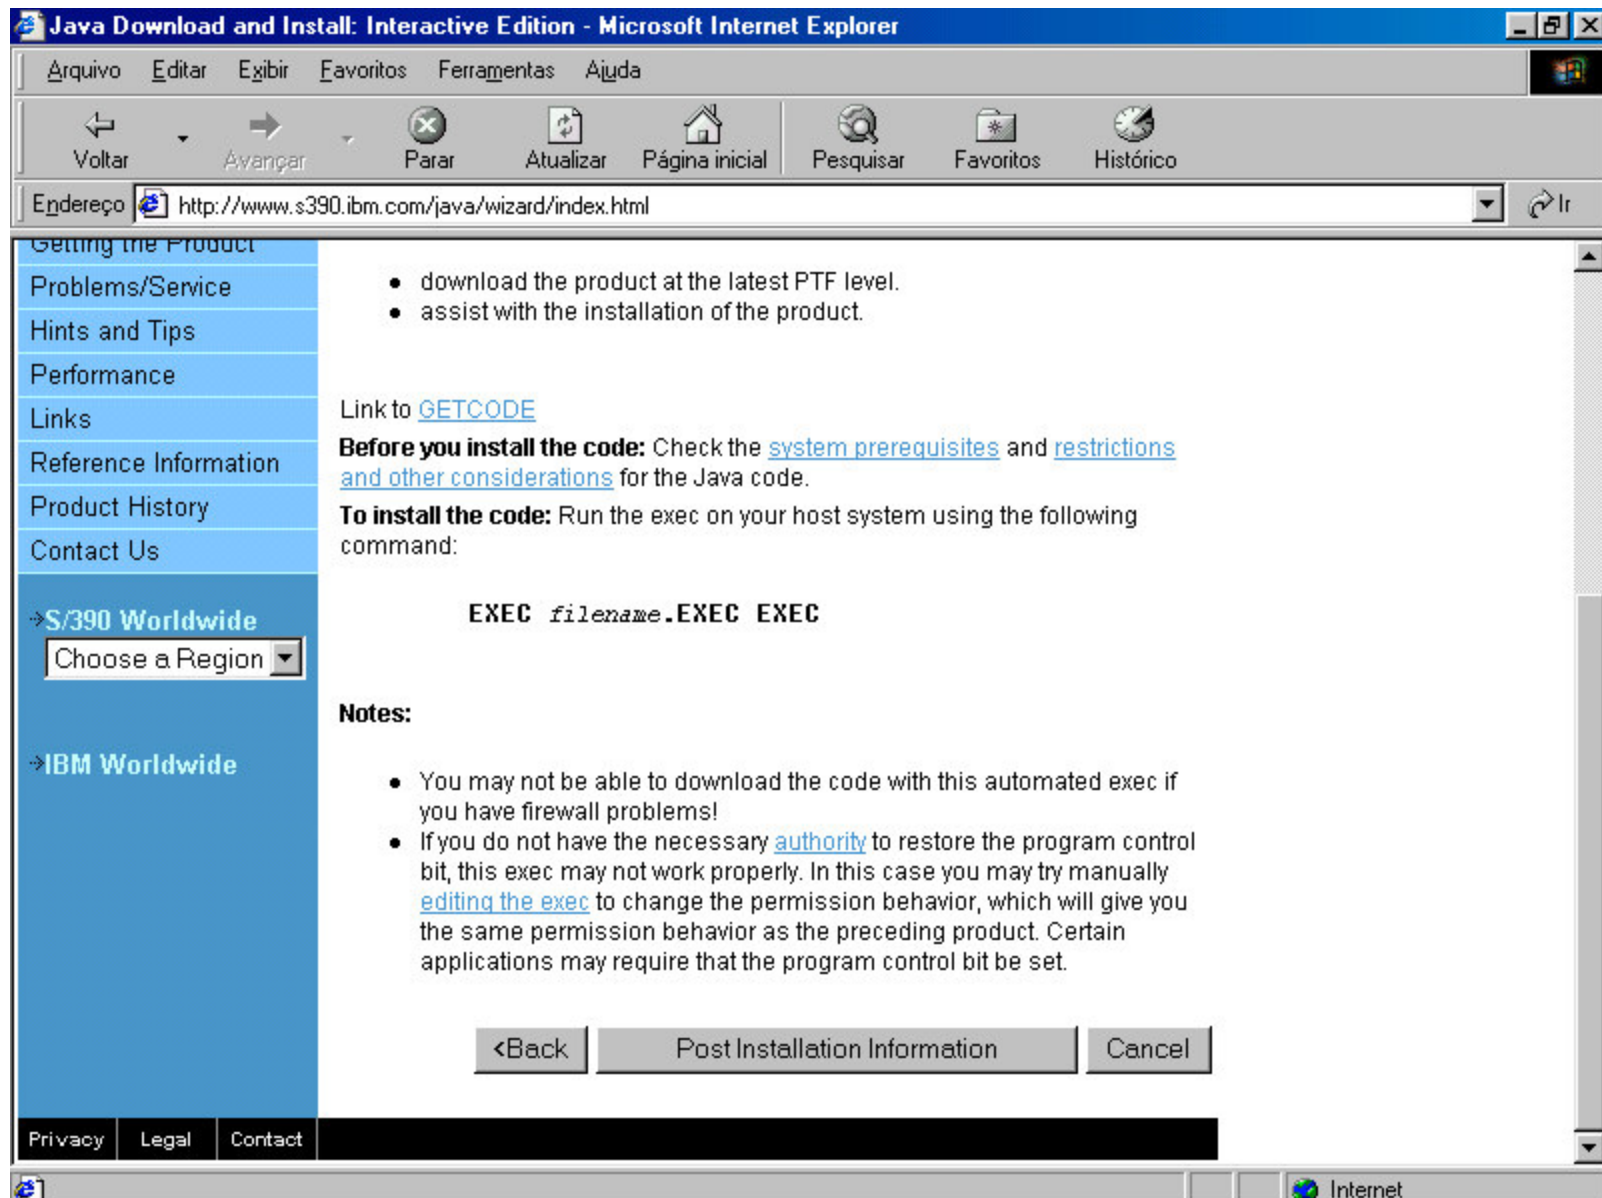 Java Download and Install: Interactive Edition - Microsoft Internet Explorer
Arquivo Editar Exibir Favoritos Ferramentas Ajuda
Voltar Avançar Parar Atualizar Página inicial Pesquisar Favoritos Histórico
Endereço http://www.s390.ibm.com/java/wizard/index.html Ir
Getting the Product
Problems/Service
Hints and Tips
Performance
Links
Reference Information
Product History
Contact Us
S/390 Worldwide
Choose a Region
IBM Worldwide
● download the product at the latest PTF level.
● assist with the installation of the product.
Link to GETCODE
Before you install the code: Check the system prerequisites and restrictions
and other considerations for the Java code.
To install the code: Run the exec on your host system using the following
command:
EXEC filename.EXEC EXEC
Notes:
● You may not be able to download the code with this automated exec if
you have firewall problems!
● If you do not have the necessary authority to restore the program control
bit, this exec may not work properly. In this case you may try manually
editing the exec to change the permission behavior, which will give you
the same permission behavior as the preceding product. Certain
applications may require that the program control bit be set.
<Back Post Installation Information Cancel
Privacy Legal Contact
Internet